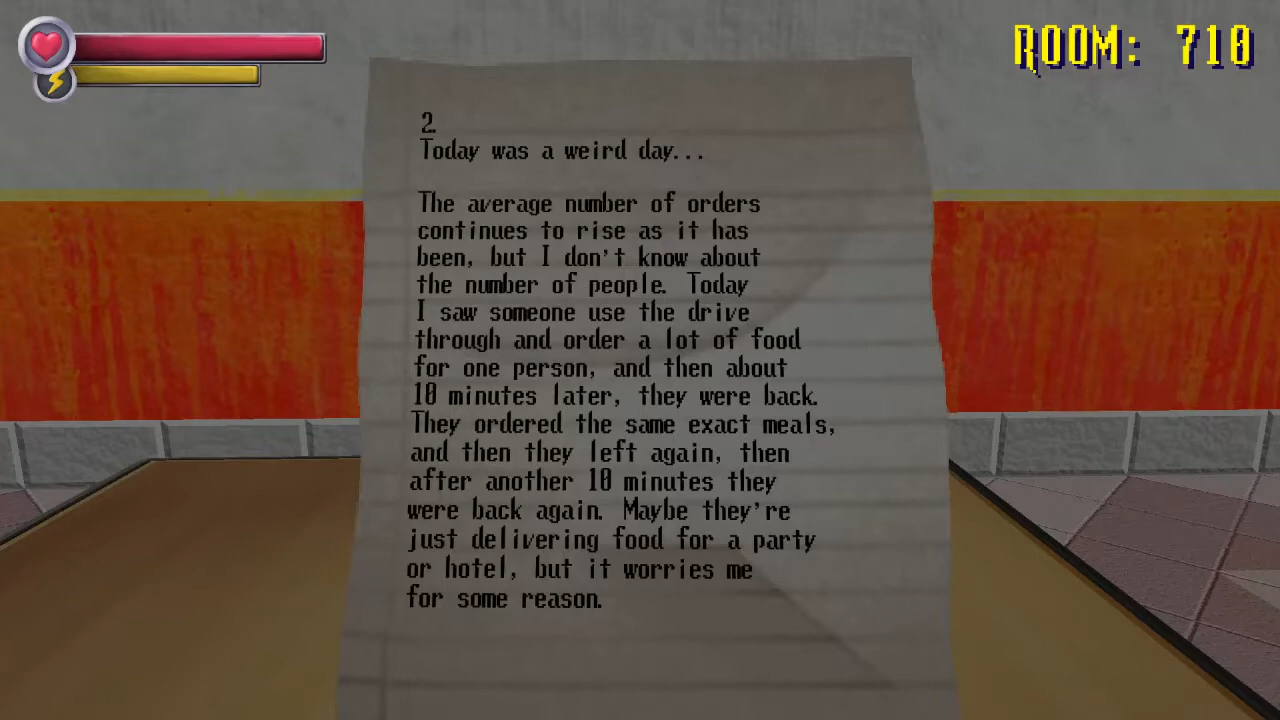 ROOM: 710
2.
Today was a weird day...
The average number of orders
continues to rise as it has
been, but I don't know about
the number of people. Today
I saw someone use the drive
through and order a lot of food
for one person, and then about
10 minutes later, they were back.
They ordered the same exact meals,
and then they left again, then
after another 10 minutes they
were back again. Maybe they're
just delivering food for a party
or hotel, but it worries me
for some reason.